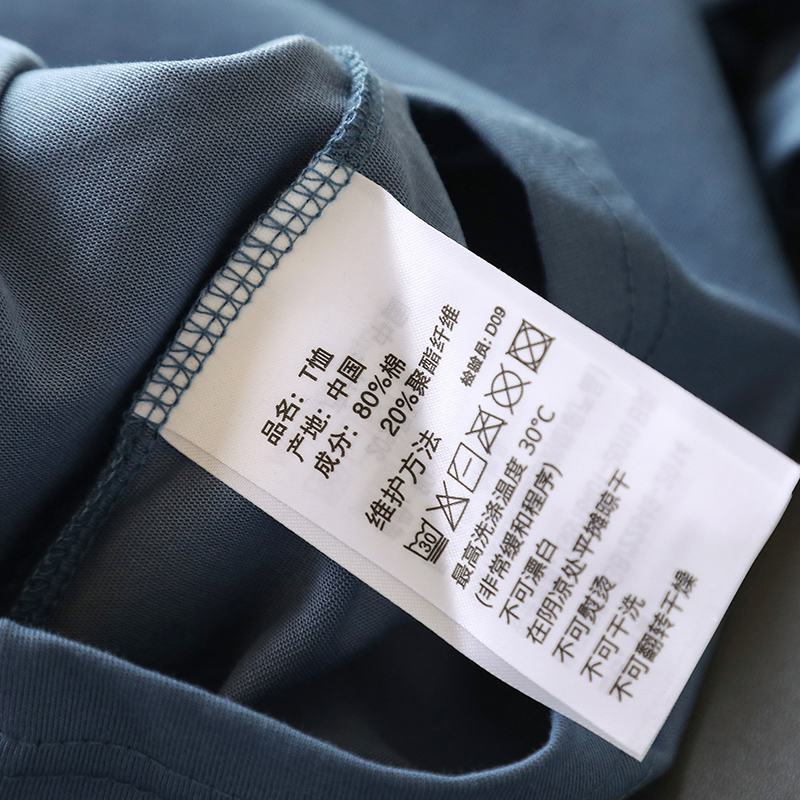 品名: T恤
产地: 中国
成分: 80%棉
20%聚酯纤维
检验员: D09
维护方法
30
最高洗涤温度 30℃
(非常缓和程序)
不可漂白
在阴凉处平摊晾干
不可熨烫
不可干洗
不可翻转干燥